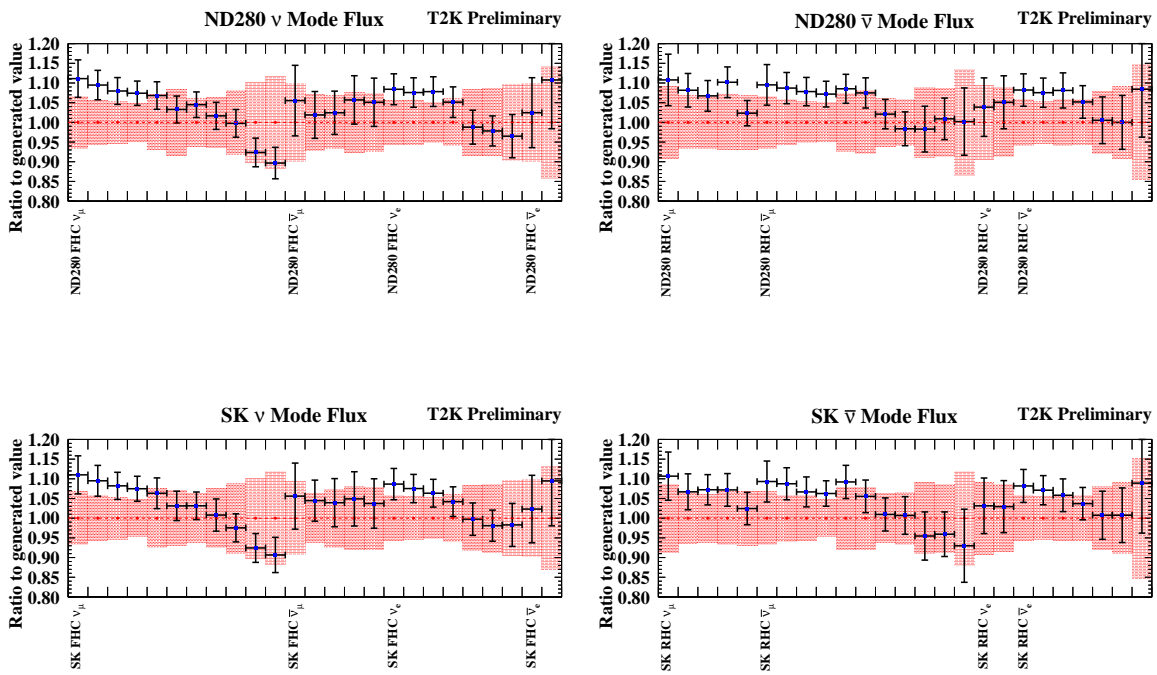 ND280 ν Mode Flux
T2K Preliminary
Ratio to generated value
1.20
1.15
1.10
1.05
1.00
0.95
0.90
0.85
0.80
ND280 FHC νμ
ND280 FHC ν̅μ
ND280 FHC νe
ND280 FHC ν̅e
ND280 ν̅ Mode Flux
T2K Preliminary
Ratio to generated value
1.20
1.15
1.10
1.05
1.00
0.95
0.90
0.85
0.80
ND280 RHC νμ
ND280 RHC ν̅μ
ND280 RHC νe
ND280 RHC ν̅e
SK ν Mode Flux
T2K Preliminary
Ratio to generated value
1.20
1.15
1.10
1.05
1.00
0.95
0.90
0.85
0.80
SK FHC νμ
SK FHC ν̅μ
SK FHC νe
SK FHC ν̅e
SK ν̅ Mode Flux
T2K Preliminary
Ratio to generated value
1.20
1.15
1.10
1.05
1.00
0.95
0.90
0.85
0.80
SK RHC νμ
SK RHC ν̅μ
SK RHC νe
SK RHC ν̅e